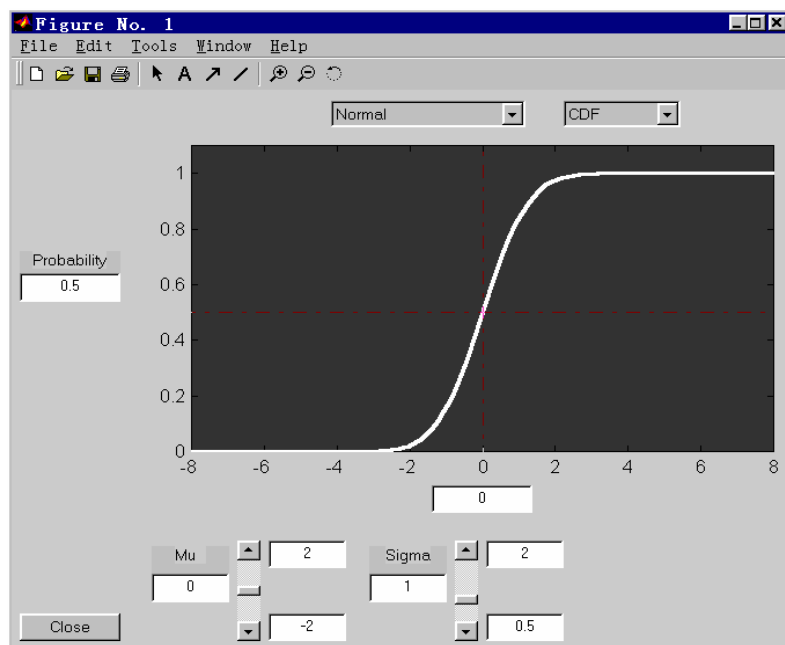 Figure No. 1
File Edit Tools Window Help
A
Normal
CDF
1
0.8
0.6
0.4
0.2
0
Probability
0.5
-8 -6 -4 -2 0 2 4 6 8
0
Mu
0
2
-2
Sigma
1
2
0.5
Close